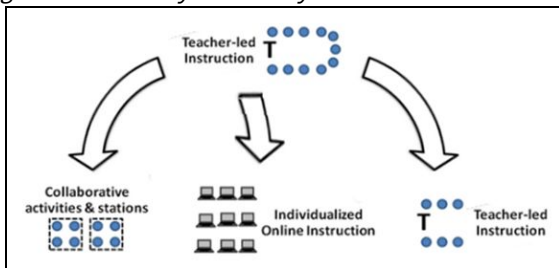 Teacher-led
Instruction
T
Collaborative
activities & stations
Individualized
Online Instruction
T
Teacher-led
Instruction